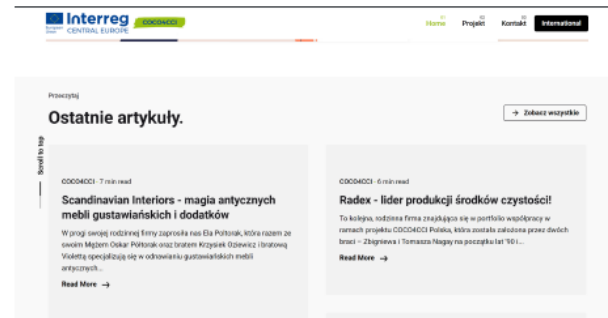 Interreg
CENTRAL EUROPE
COCO4CCI
Home
Projekt
Kontakt
International
Przeczytaj
Ostatnie artykuły.
→ Zobacz wszystkie
Scroll to top
COCO4CCI · 7 min read
Scandinavian Interiors - magia antycznych
mebli gustawiańskich i dodatków
W progi swojej rodzinnej firmy zaprosiła nas Ela Półtorak, która razem ze
swoim Mężem Oskar Półtorak oraz bratem Krzysiek Oziewicz i bratową
Violettą specjalizują się w odnawianiu gustawiańskich mebli
antycznych...
Read More →
COCO4CCI · 6 min read
Radex - lider produkcji środków czystości!
To kolejna, rodzinna firma znajdująca się w portfolio współpracy w
ramach projektu COCO4CCI Polska, która została założona przez dwóch
braci – Zbigniewa i Tomasza Nagay na początku lat '90 i...
Read More →